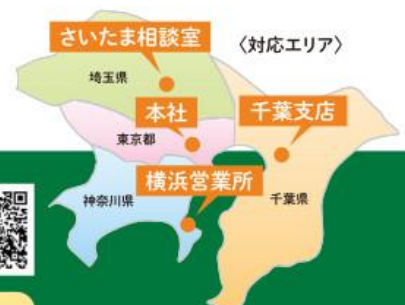 〈対応エリア〉
さいたま相談室
埼玉県
本社
千葉支店
東京都
横浜営業所
神奈川県
千葉県